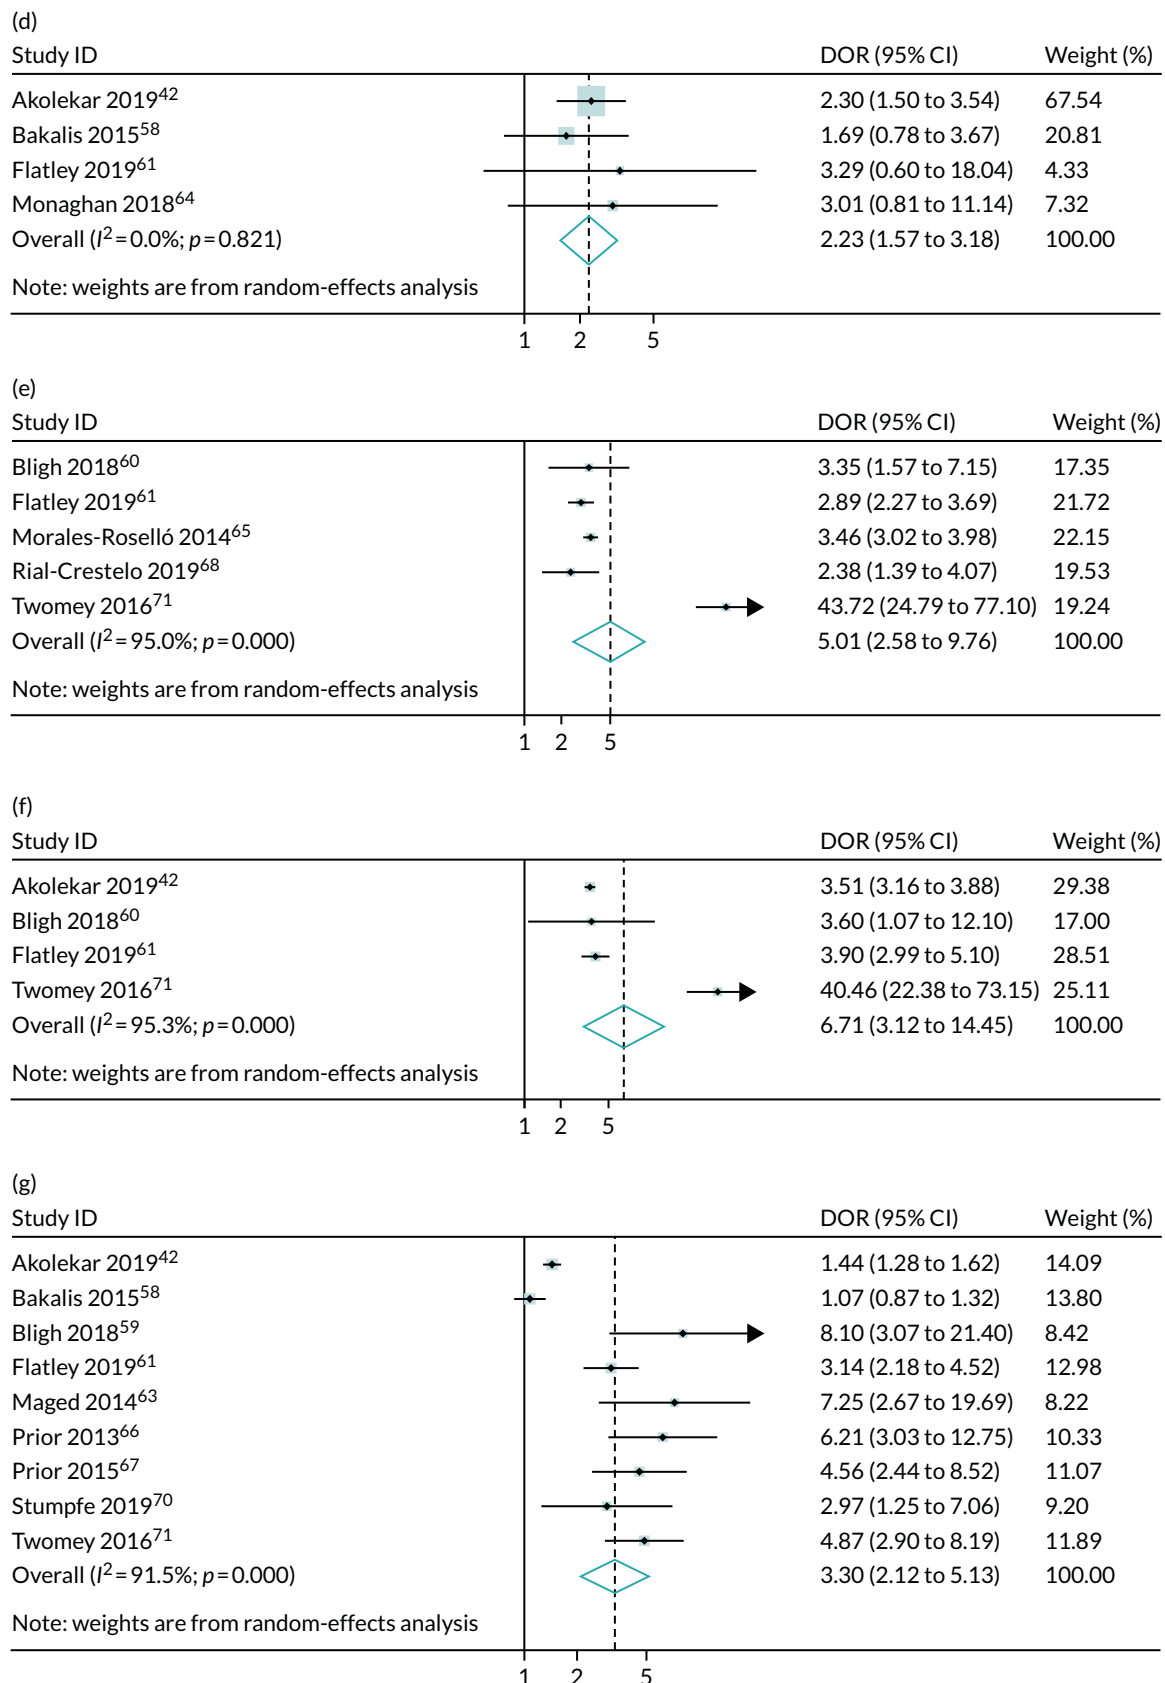 (d)
Study ID DOR (95% CI) Weight (%)
Akolekar 2019⁴² 2.30 (1.50 to 3.54) 67.54
Bakalis 2015⁵⁸ 1.69 (0.78 to 3.67) 20.81
Flatley 2019⁶¹ 3.29 (0.60 to 18.04) 4.33
Monaghan 2018⁶⁴ 3.01 (0.81 to 11.14) 7.32
Overall (I² = 0.0%; p = 0.821) 2.23 (1.57 to 3.18) 100.00
Note: weights are from random-effects analysis
1 2 5
(e)
Study ID DOR (95% CI) Weight (%)
Bligh 2018⁶⁰ 3.35 (1.57 to 7.15) 17.35
Flatley 2019⁶¹ 2.89 (2.27 to 3.69) 21.72
Morales-Roselló 2014⁶⁵ 3.46 (3.02 to 3.98) 22.15
Rial-Crestelo 2019⁶⁸ 2.38 (1.39 to 4.07) 19.53
Twomey 2016⁷¹ 43.72 (24.79 to 77.10) 19.24
Overall (I² = 95.0%; p = 0.000) 5.01 (2.58 to 9.76) 100.00
Note: weights are from random-effects analysis
1 2 5
(f)
Study ID DOR (95% CI) Weight (%)
Akolekar 2019⁴² 3.51 (3.16 to 3.88) 29.38
Bligh 2018⁶⁰ 3.60 (1.07 to 12.10) 17.00
Flatley 2019⁶¹ 3.90 (2.99 to 5.10) 28.51
Twomey 2016⁷¹ 40.46 (22.38 to 73.15) 25.11
Overall (I² = 95.3%; p = 0.000) 6.71 (3.12 to 14.45) 100.00
Note: weights are from random-effects analysis
1 2 5
(g)
Study ID DOR (95% CI) Weight (%)
Akolekar 2019⁴² 1.44 (1.28 to 1.62) 14.09
Bakalis 2015⁵⁸ 1.07 (0.87 to 1.32) 13.80
Bligh 2018⁵⁹ 8.10 (3.07 to 21.40) 8.42
Flatley 2019⁶¹ 3.14 (2.18 to 4.52) 12.98
Maged 2014⁶³ 7.25 (2.67 to 19.69) 8.22
Prior 2013⁶⁶ 6.21 (3.03 to 12.75) 10.33
Prior 2015⁶⁷ 4.56 (2.44 to 8.52) 11.07
Stumpfe 2019⁷⁰ 2.97 (1.25 to 7.06) 9.20
Twomey 2016⁷¹ 4.87 (2.90 to 8.19) 11.89
Overall (I² = 91.5%; p = 0.000) 3.30 (2.12 to 5.13) 100.00
Note: weights are from random-effects analysis
1 2 5